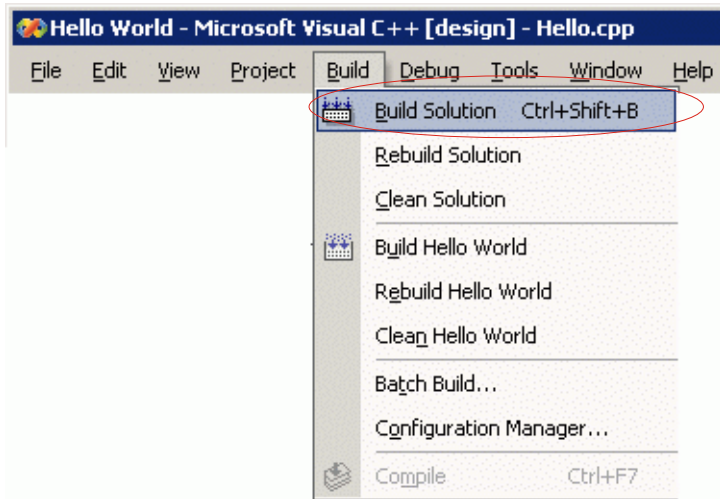 Hello World - Microsoft Visual C++ [design] - Hello.cpp
File Edit View Project Build Debug Tools Window Help
Build Solution Ctrl+Shift+B
Rebuild Solution
Clean Solution
Build Hello World
Rebuild Hello World
Clean Hello World
Batch Build...
Configuration Manager...
Compile Ctrl+F7